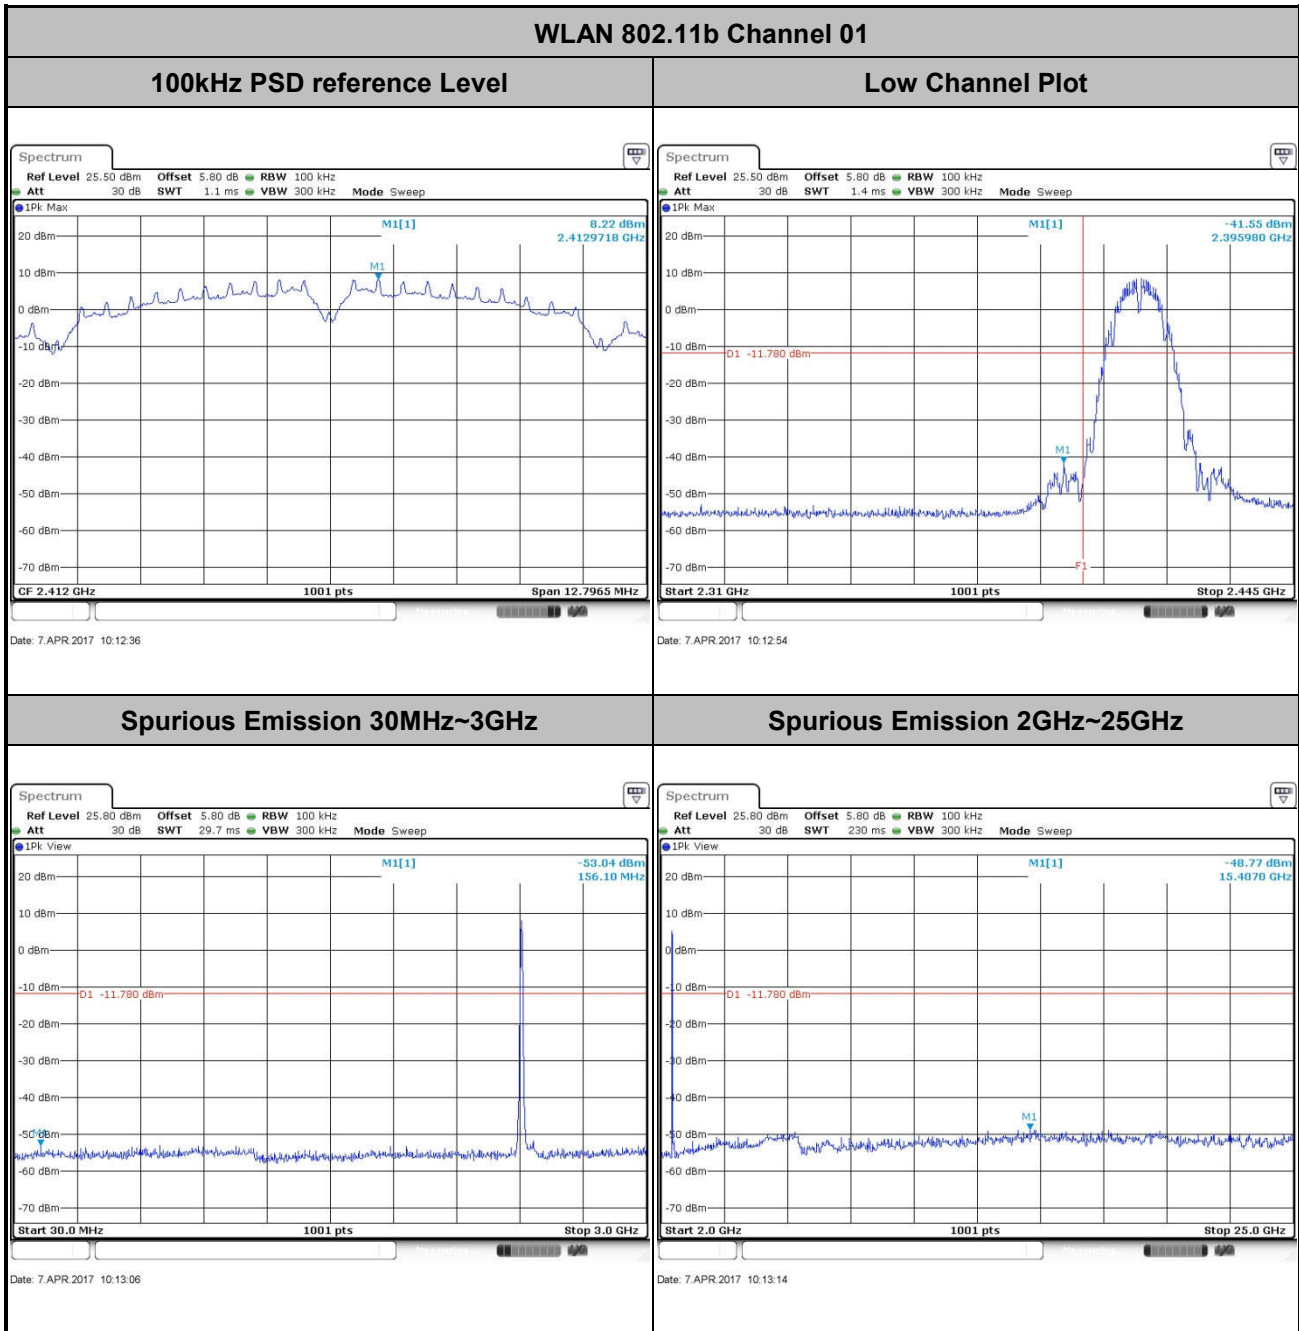 WLAN 802.11b Channel 01
100kHz PSD reference Level
Low Channel Plot
Spectrum
Ref Level 25.50 dBm Offset 5.80 dB RBW 100 kHz
Att 30 dB SWT 1.1 ms VBW 300 kHz Mode Sweep
1Pk Max
M1[1] 8.22 dBm
2.4129718 GHz
20 dBm
M1
10 dBm
0 dBm
-10 dBm
-20 dBm
-30 dBm
-40 dBm
-50 dBm
-60 dBm
-70 dBm
CF 2.412 GHz 1001 pts Span 12.7965 MHz
Date: 7.APR.2017 10:12:36
Spectrum
Ref Level 25.50 dBm Offset 5.80 dB RBW 100 kHz
Att 30 dB SWT 1.4 ms VBW 300 kHz Mode Sweep
1Pk Max
M1[1] -41.55 dBm
2.395980 GHz
20 dBm
10 dBm
0 dBm
-10 dBm
D1 -11.780 dBm
-20 dBm
-30 dBm
-40 dBm
M1
-50 dBm
-60 dBm
-70 dBm
F1
Start 2.31 GHz 1001 pts Stop 2.445 GHz
Date: 7.APR.2017 10:12:54
Spurious Emission 30MHz~3GHz
Spurious Emission 2GHz~25GHz
Spectrum
Ref Level 25.80 dBm Offset 5.80 dB RBW 100 kHz
Att 30 dB SWT 29.7 ms VBW 300 kHz Mode Sweep
1Pk View
M1[1] -53.04 dBm
156.10 MHz
20 dBm
10 dBm
0 dBm
-10 dBm
D1 -11.780 dBm
-20 dBm
-30 dBm
-40 dBm
-50 dBm
-60 dBm
-70 dBm
Start 30.0 MHz 1001 pts Stop 3.0 GHz
Date: 7.APR.2017 10:13:06
Spectrum
Ref Level 25.80 dBm Offset 5.80 dB RBW 100 kHz
Att 30 dB SWT 230 ms VBW 300 kHz Mode Sweep
1Pk View
M1[1] -48.77 dBm
15.4070 GHz
20 dBm
10 dBm
0 dBm
-10 dBm
D1 -11.780 dBm
-20 dBm
-30 dBm
-40 dBm
M1
-50 dBm
-60 dBm
-70 dBm
Start 2.0 GHz 1001 pts Stop 25.0 GHz
Date: 7.APR.2017 10:13:14